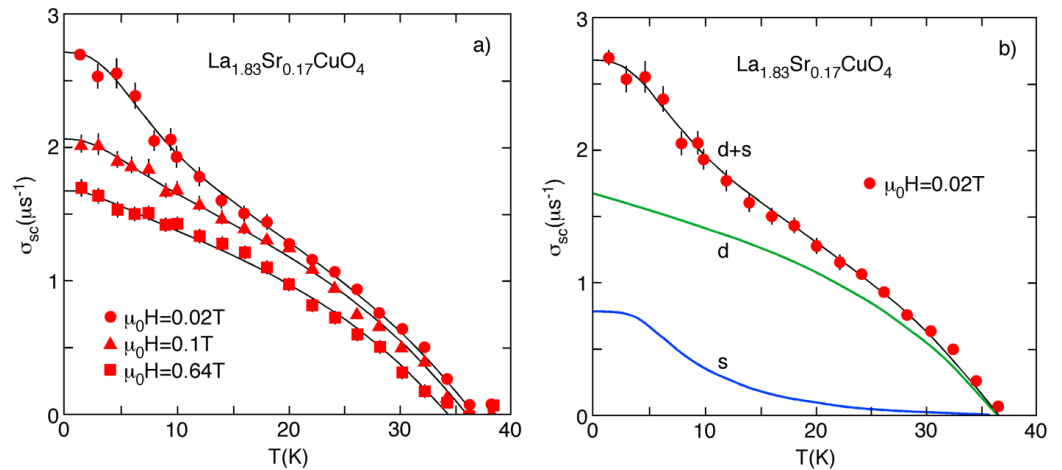 a)
La1.83Sr0.17CuO4
3
2
1
0
σsc(μs-1)
μ0H=0.02T
μ0H=0.1T
μ0H=0.64T
0 10 20 30 40
T(K)
b)
La1.83Sr0.17CuO4
3
2
1
0
σsc(μs-1)
d+s
μ0H=0.02T
d
s
0 10 20 30 40
T(K)